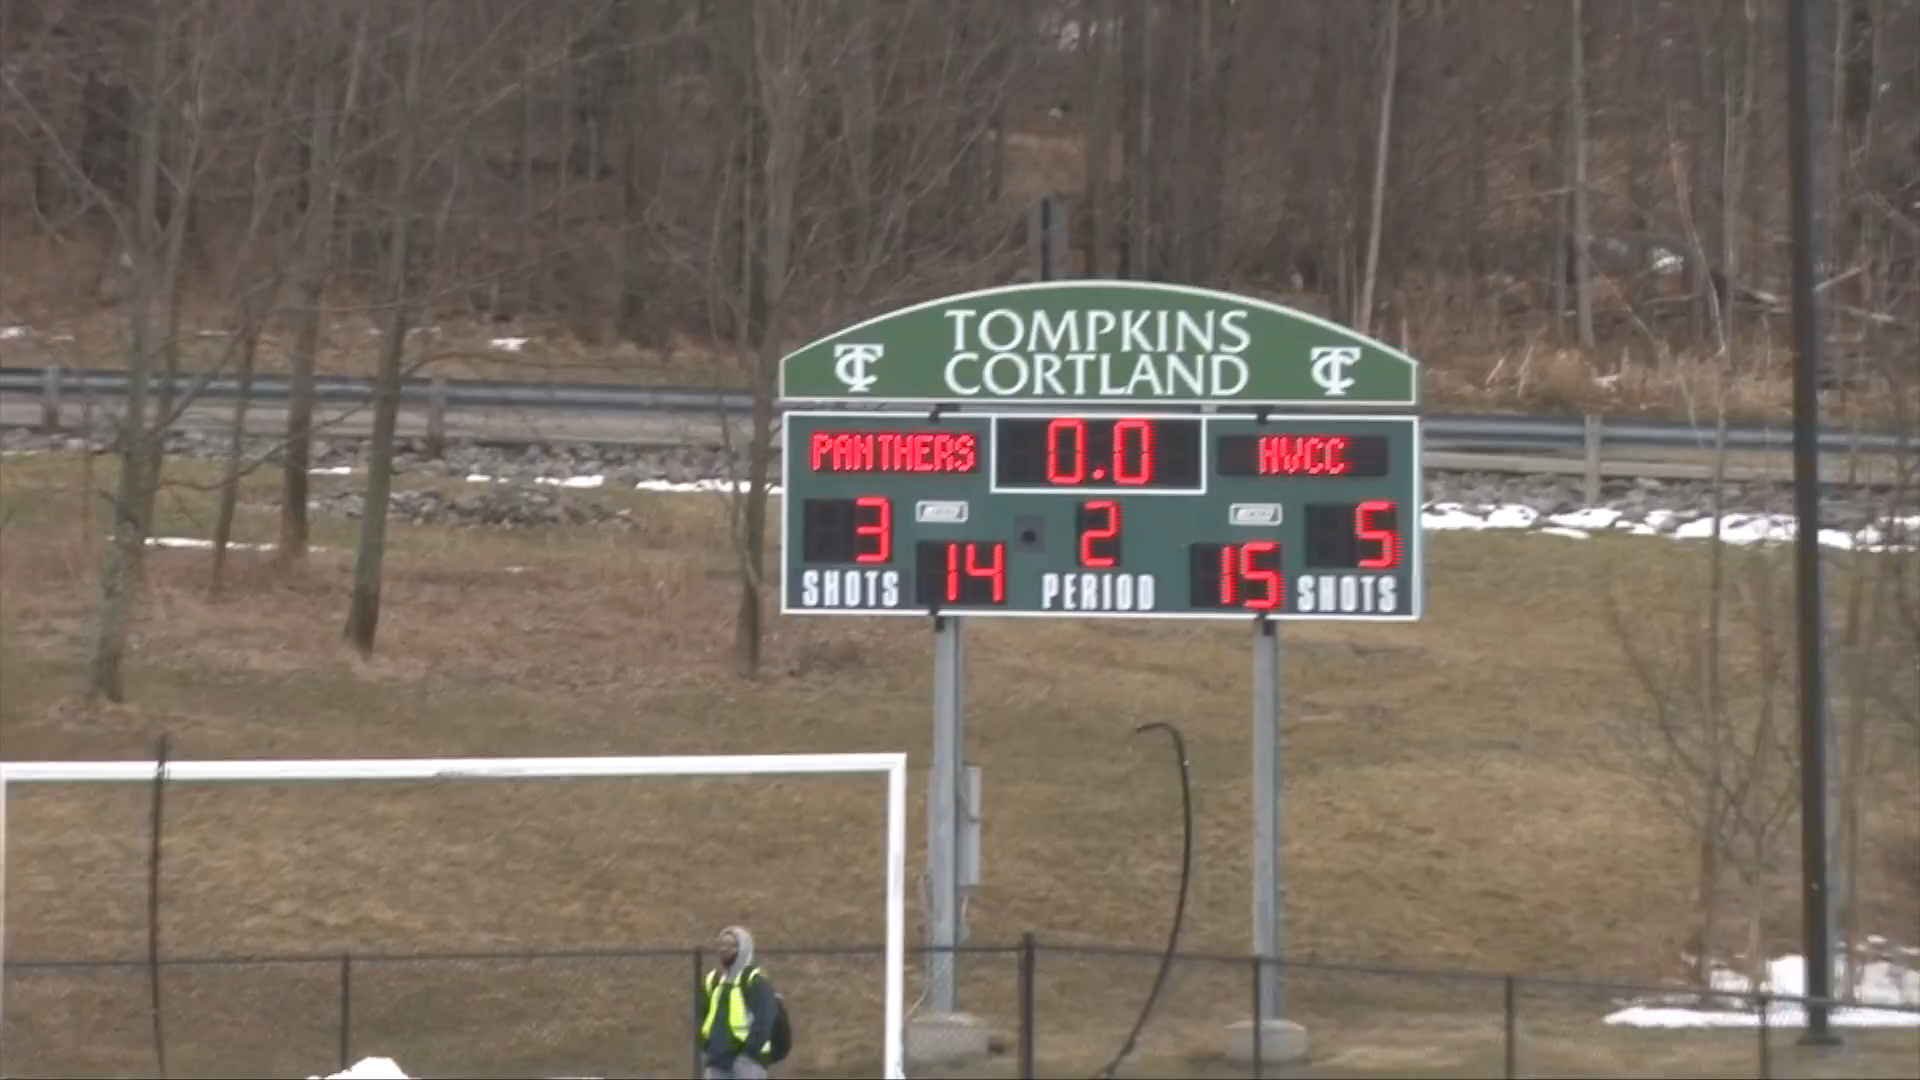 TOMPKINS
TC CORTLAND TC
PANTHERS 0.0 HVCC
3 2 5
14 15
SHOTS PERIOD SHOTS